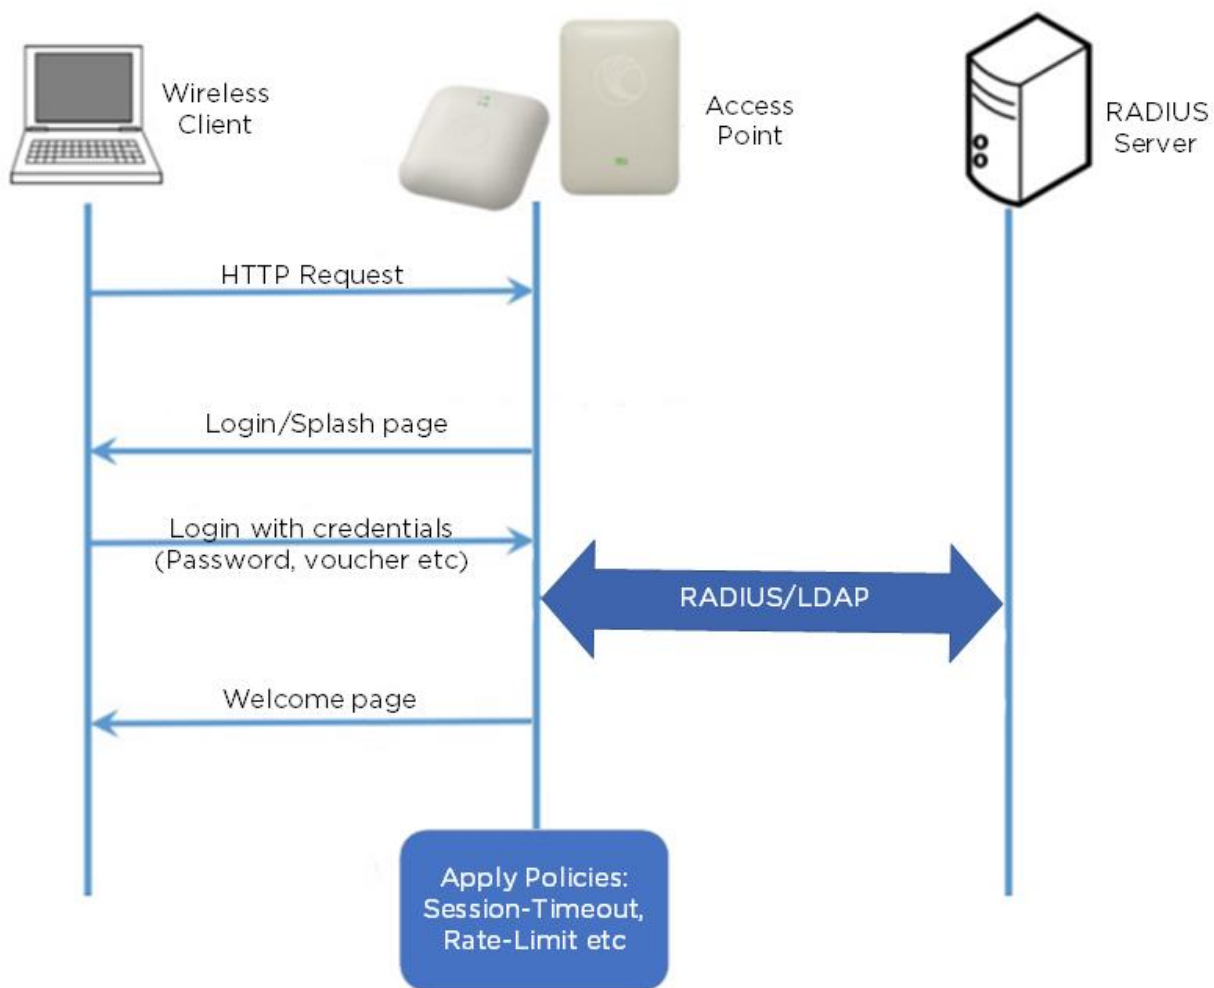 Wireless
Client
Access
Point
RADIUS
Server
HTTP Request
Login/Splash page
Login with credentials
(Password, voucher etc)
RADIUS/LDAP
Welcome page
Apply Policies:
Session-Timeout,
Rate-Limit etc